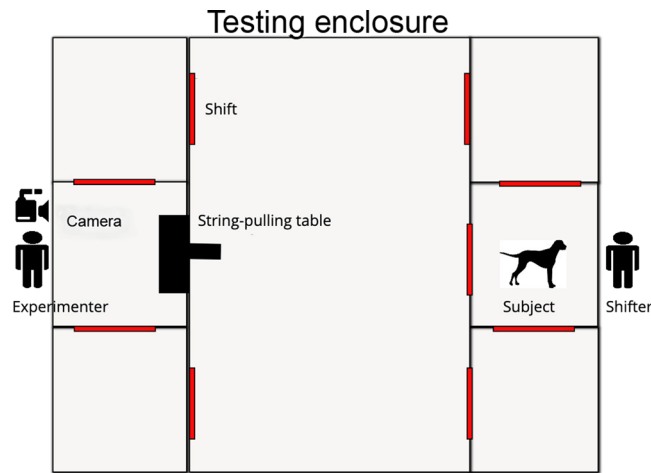 Testing enclosure
Shift
Camera
String-pulling table
Experimenter
Subject
Shifter